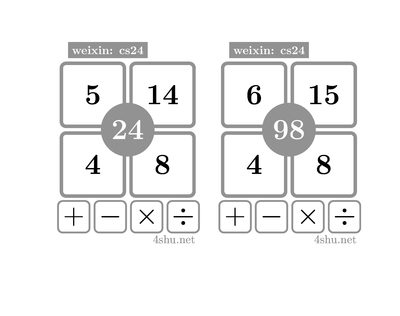 weixin: cs24
5 14
24
4 8
+ − × ÷
4shu.net
weixin: cs24
6 15
98
4 8
+ − × ÷
4shu.net